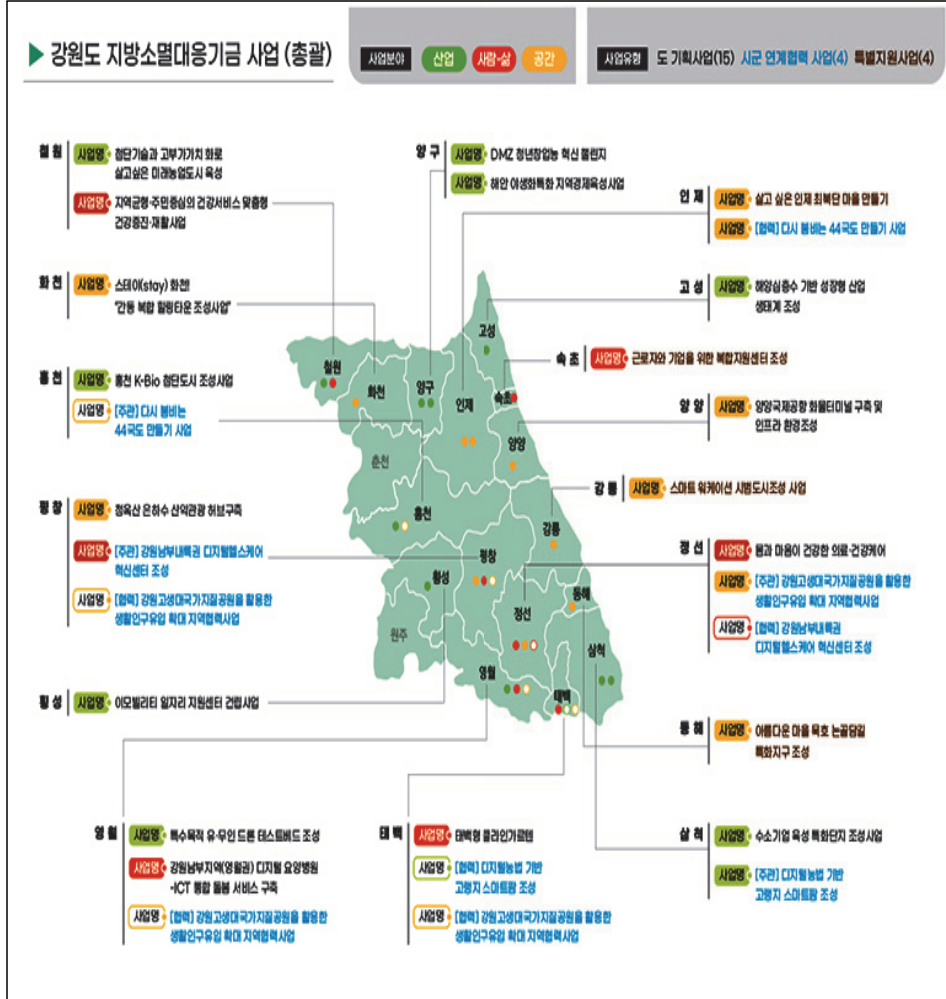 ▶ 강원도 지방소멸대응기금 사업 (총괄)
사업분야 산업 사람·삶 공간
사업유형 도 기획사업(15) 시군 연계협력 사업(4) 특별지원사업(4)
철원 사업명 첨단기술과 고부가가치 화로
살고싶은 미래농업도시 육성
사업명 지역균형·주민중심의 건강서비스 맞춤형
건강증진·재활사업
양구 사업명 DMZ 청년창업농 혁신 챌린지
사업명 해안 야생화특화 지역경제육성사업
인제 사업명 살고 싶은 인제 최북단 마을 만들기
사업명 [협력] 다시 붐비는 44국도 만들기 사업
화천 사업명 스테이(stay) 화천!
"간동 복합 힐링타운 조성사업"
고성 사업명 해양심층수 기반 성장형 산업
생태계 조성
속초 사업명 근로자와 기업을 위한 복합지원센터 조성
홍천 사업명 홍천 K-Bio 첨단도시 조성사업
사업명 [주관] 다시 붐비는
44국도 만들기 사업
양양 사업명 양양국제공항 화물터미널 구축 및
인프라 환경조성
강릉 사업명 스마트 워케이션 시범도시조성 사업
평창 사업명 청옥산 은하수 산악관광 허브구축
사업명 [주관] 강원남부내륙권 디지털헬스케어
혁신센터 조성
사업명 [협력] 강원고생대국가지질공원을 활용한
생활인구유입 확대 지역협력사업
정선 사업명 몸과 마음이 건강한 의료·건강케어
사업명 [주관] 강원고생대국가지질공원을 활용한
생활인구유입 확대 지역협력사업
사업명 [협력] 강원남부내륙권
디지털헬스케어 혁신센터 조성
횡성 사업명 이모빌리티 일자리 지원센터 건립사업
동해 사업명 아름다운 마을 묵호 논골담길
특화지구 조성
고성
철원
화천
양구
인제
속초
양양
춘천
홍천
강릉
평창
횡성
정선
동해
원주
삼척
영월
태백
영월 사업명 특수목적 유·무인 드론 테스트베드 조성
사업명 강원남부지역(영월권) 디지털 요양병원
-ICT 통합 돌봄 서비스 구축
사업명 [협력] 강원고생대국가지질공원을 활용한
생활인구유입 확대 지역협력사업
태백 사업명 태백형 클라인가르텐
사업명 [협력] 디지털농법 기반
고랭지 스마트팜 조성
사업명 [협력] 강원고생대국가지질공원을 활용한
생활인구유입 확대 지역협력사업
삼척 사업명 수소기업 육성 특화단지 조성사업
사업명 [주관] 디지털농법 기반
고랭지 스마트팜 조성